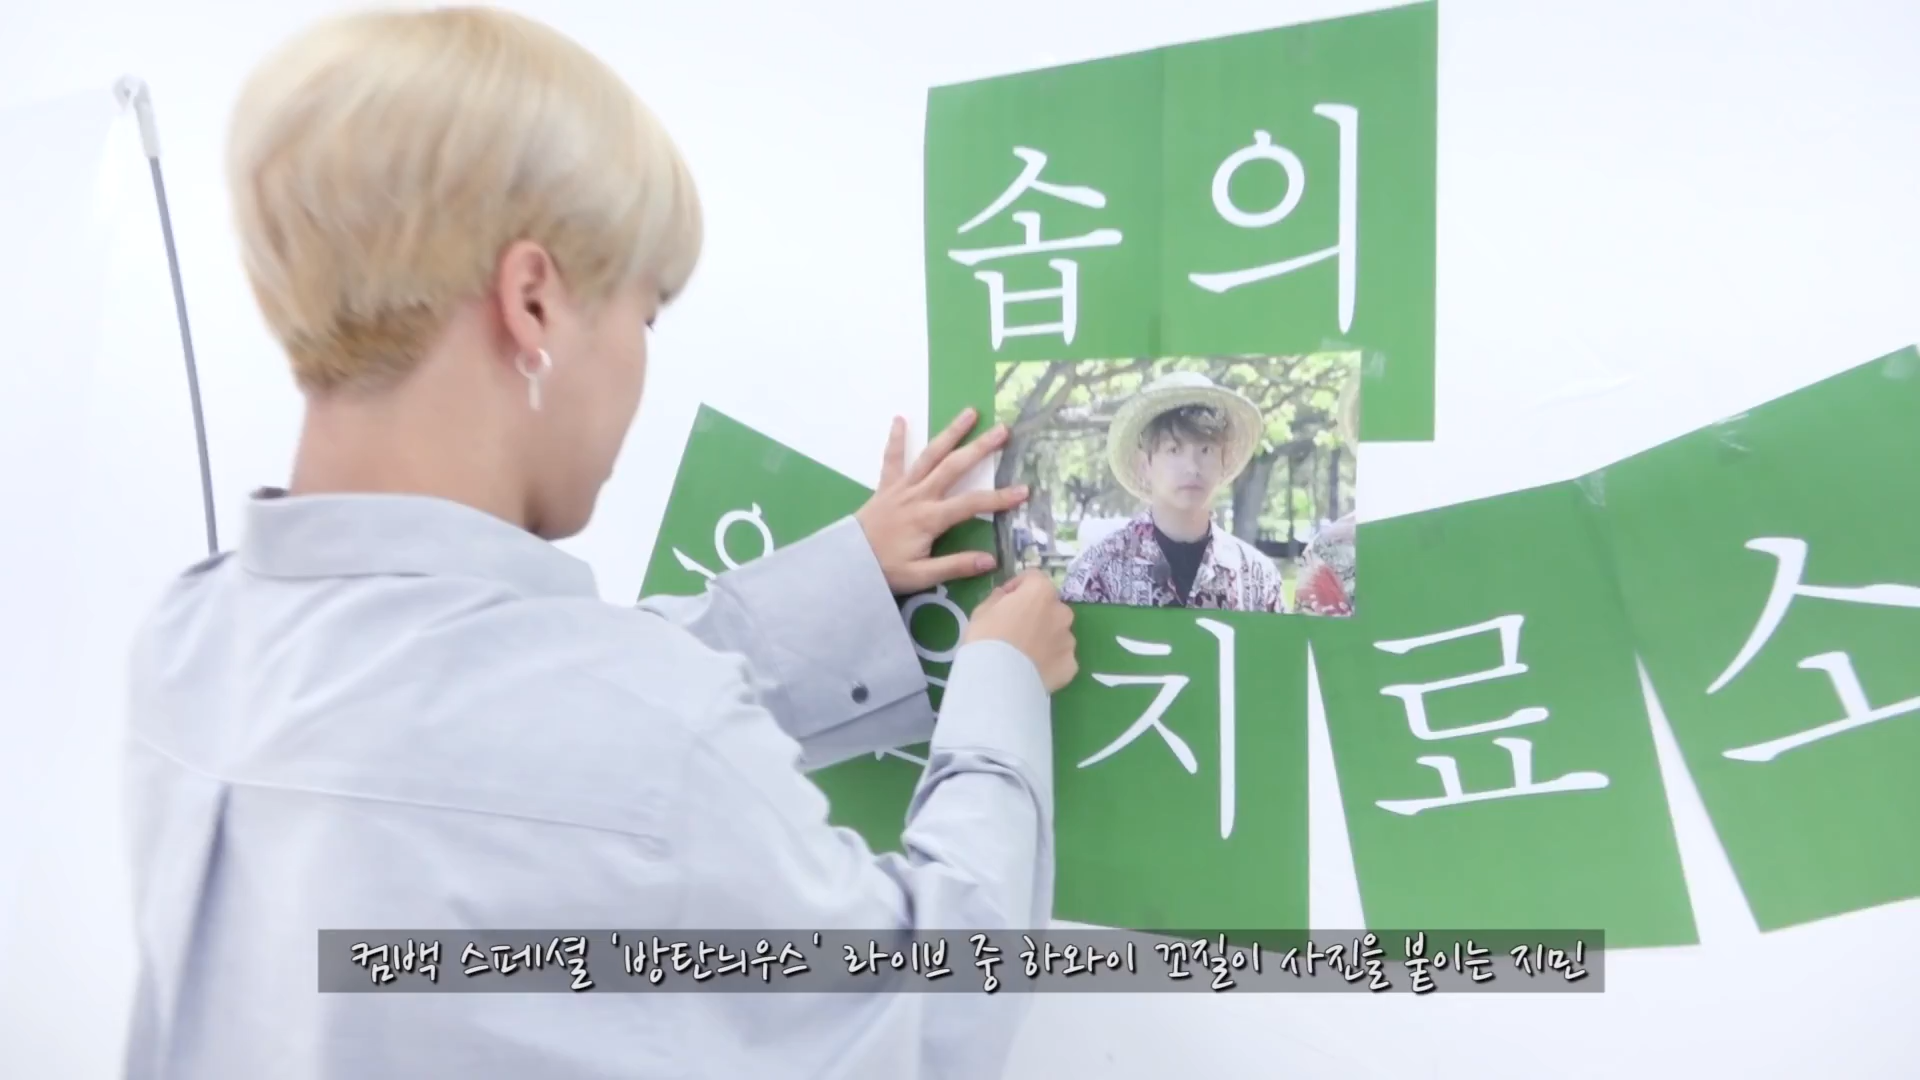 솝의
치료소
컴백 스페셜 '방탄늬우스' 라이브 중 하와이 꼬질이 사진을 붙이는 지민